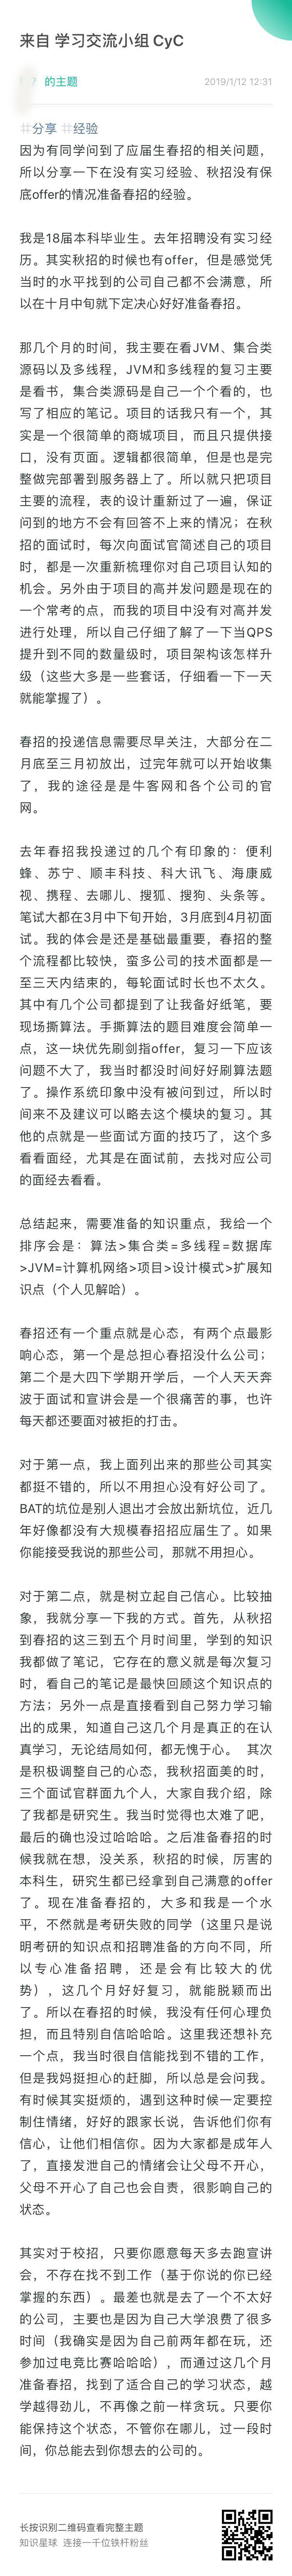 来自 学习交流小组 CyC
的主题
2019/1/12 12:31
#分享 #经验
因为有同学问到了应届生春招的相关问题，
所以分享一下在没有实习经验、秋招没有保
底offer的情况准备春招的经验。
我是18届本科毕业生。去年招聘没有实习经
历。其实秋招的时候也有offer，但是感觉凭
当时的水平找到的公司自己都不会满意，所
以在十月中旬就下定决心好好准备春招。
那几个月的时间，我主要在看JVM、集合类
源码以及多线程，JVM和多线程的复习主要
是看书，集合类源码是自己一个个看的，也
写了相应的笔记。项目的话我只有一个，其
实是一个很简单的商城项目，而且只提供接
口，没有页面。逻辑都很简单，但是也是完
整做完部署到服务器上了。所以就只把项目
主要的流程，表的设计重新过了一遍，保证
问到的地方不会有回答不上来的情况；在秋
招的面试时，每次向面试官简述自己的项目
时，都是一次重新梳理你对自己项目认知的
机会。另外由于项目的高并发问题是现在的
一个常考的点，而我的项目中没有对高并发
进行处理，所以自己仔细了解了一下当QPS
提升到不同的数量级时，项目架构该怎样升
级（这些大多是一些套话，仔细看一下一天
就能掌握了）。
春招的投递信息需要尽早关注，大部分在二
月底至三月初放出，过完年就可以开始收集
了，我的途径是是牛客网和各个公司的官
网。
去年春招我投递过的几个有印象的：便利
蜂、苏宁、顺丰科技、科大讯飞、海康威
视、携程、去哪儿、搜狐、搜狗、头条等。
笔试大都在3月中下旬开始，3月底到4月初面
试。我的体会是还是基础最重要，春招的整
个流程都比较快，蛮多公司的技术面都是一
至三天内结束的，每轮面试时长也不太久。
其中有几个公司都提到了让我备好纸笔，要
现场撕算法。手撕算法的题目难度会简单一
点，这一块优先刷剑指offer，复习一下应该
问题不大了，我当时都没时间好好刷算法题
了。操作系统印象中没有被问到过，所以时
间来不及建议可以略去这个模块的复习。其
他的点就是一些面试方面的技巧了，这个多
看看面经，尤其是在面试前，去找对应公司
的面经去看看。
总结起来，需要准备的知识重点，我给一个
排序会是：算法>集合类=多线程=数据库
>JVM=计算机网络>项目>设计模式>扩展知
识点（个人见解哈）。
春招还有一个重点就是心态，有两个点最影
响心态，第一个是总担心春招没什么公司；
第二个是大四下学期开学后，一个人天天奔
波于面试和宣讲会是一个很痛苦的事，也许
每天都还要面对被拒的打击。
对于第一点，我上面列出来的那些公司其实
都挺不错的，所以不用担心没有好公司了。
BAT的坑位是别人退出才会放出新坑位，近几
年好像都没有大规模春招招应届生了。如果
你能接受我说的那些公司，那就不用担心。
对于第二点，就是树立起自己信心。比较抽
象，我就分享一下我的方式。首先，从秋招
到春招的这三到五个月时间里，学到的知识
我都做了笔记，它存在的意义就是每次复习
时，看自己的笔记是最快回顾这个知识点的
方法；另外一点是直接看到自己努力学习输
出的成果，知道自己这几个月是真正的在认
真学习，无论结局如何，都无愧于心。 其次
是积极调整自己的心态，我秋招面美的时，
三个面试官群面九个人，大家自我介绍，除
了我都是研究生。我当时觉得也太难了吧，
最后的确也没过哈哈哈。之后准备春招的时
候我就在想，没关系，秋招的时候，厉害的
本科生，研究生都已经拿到自己满意的offer
了。现在准备春招的，大多和我是一个水
平，不然就是考研失败的同学（这里只是说
明考研的知识点和招聘准备的方向不同，所
以专心准备招聘，还是会有比较大的优
势），这几个月好好复习，就能脱颖而出
了。所以在春招的时候，我没有任何心理负
担，而且特别自信哈哈哈。这里我还想补充
一个点，我当时很自信能找到不错的工作，
但是我妈挺担心的赶脚，所以总是会问我。
有时候其实挺烦的，遇到这种时候一定要控
制住情绪，好好的跟家长说，告诉他们你有
信心，让他们相信你。因为大家都是成年人
了，直接发泄自己的情绪会让父母不开心，
父母不开心了自己也会自责，很影响自己的
状态。
其实对于校招，只要你愿意每天多去跑宣讲
会，不存在找不到工作（基于你说的你已经
掌握的东西）。最差也就是去了一个不太好
的公司，主要也是因为自己大学浪费了很多
时间（我确实是因为自己前两年都在玩，还
参加过电竞比赛哈哈哈），而通过这几个月
准备春招，找到了适合自己的学习状态，越
学越得劲儿，不再像之前一样贪玩。只要你
能保持这个状态，不管你在哪儿，过一段时
间，你总能去到你想去的公司的。
长按识别二维码查看完整主题
知识星球 连接一千位铁杆粉丝